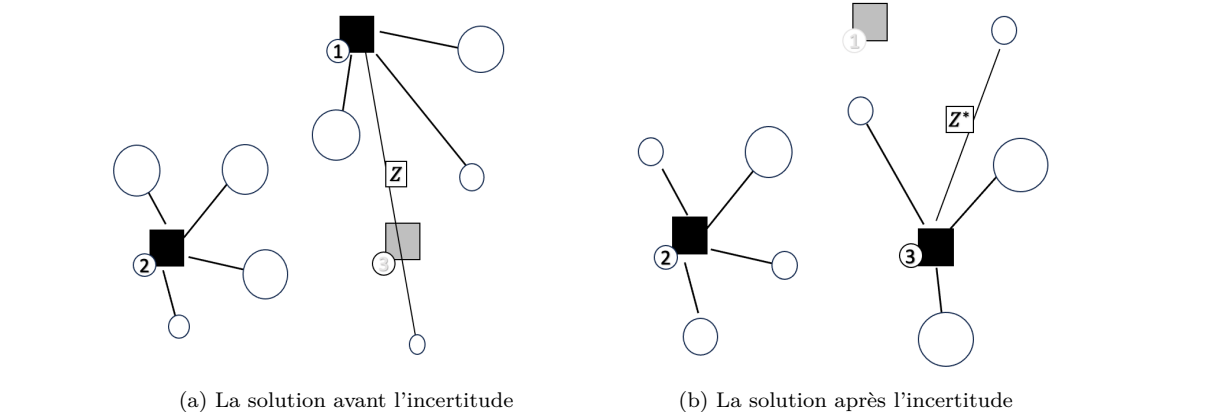 1
1
Z
Z*
2
3
2
3
(a) La solution avant l'incertitude
(b) La solution après l'incertitude